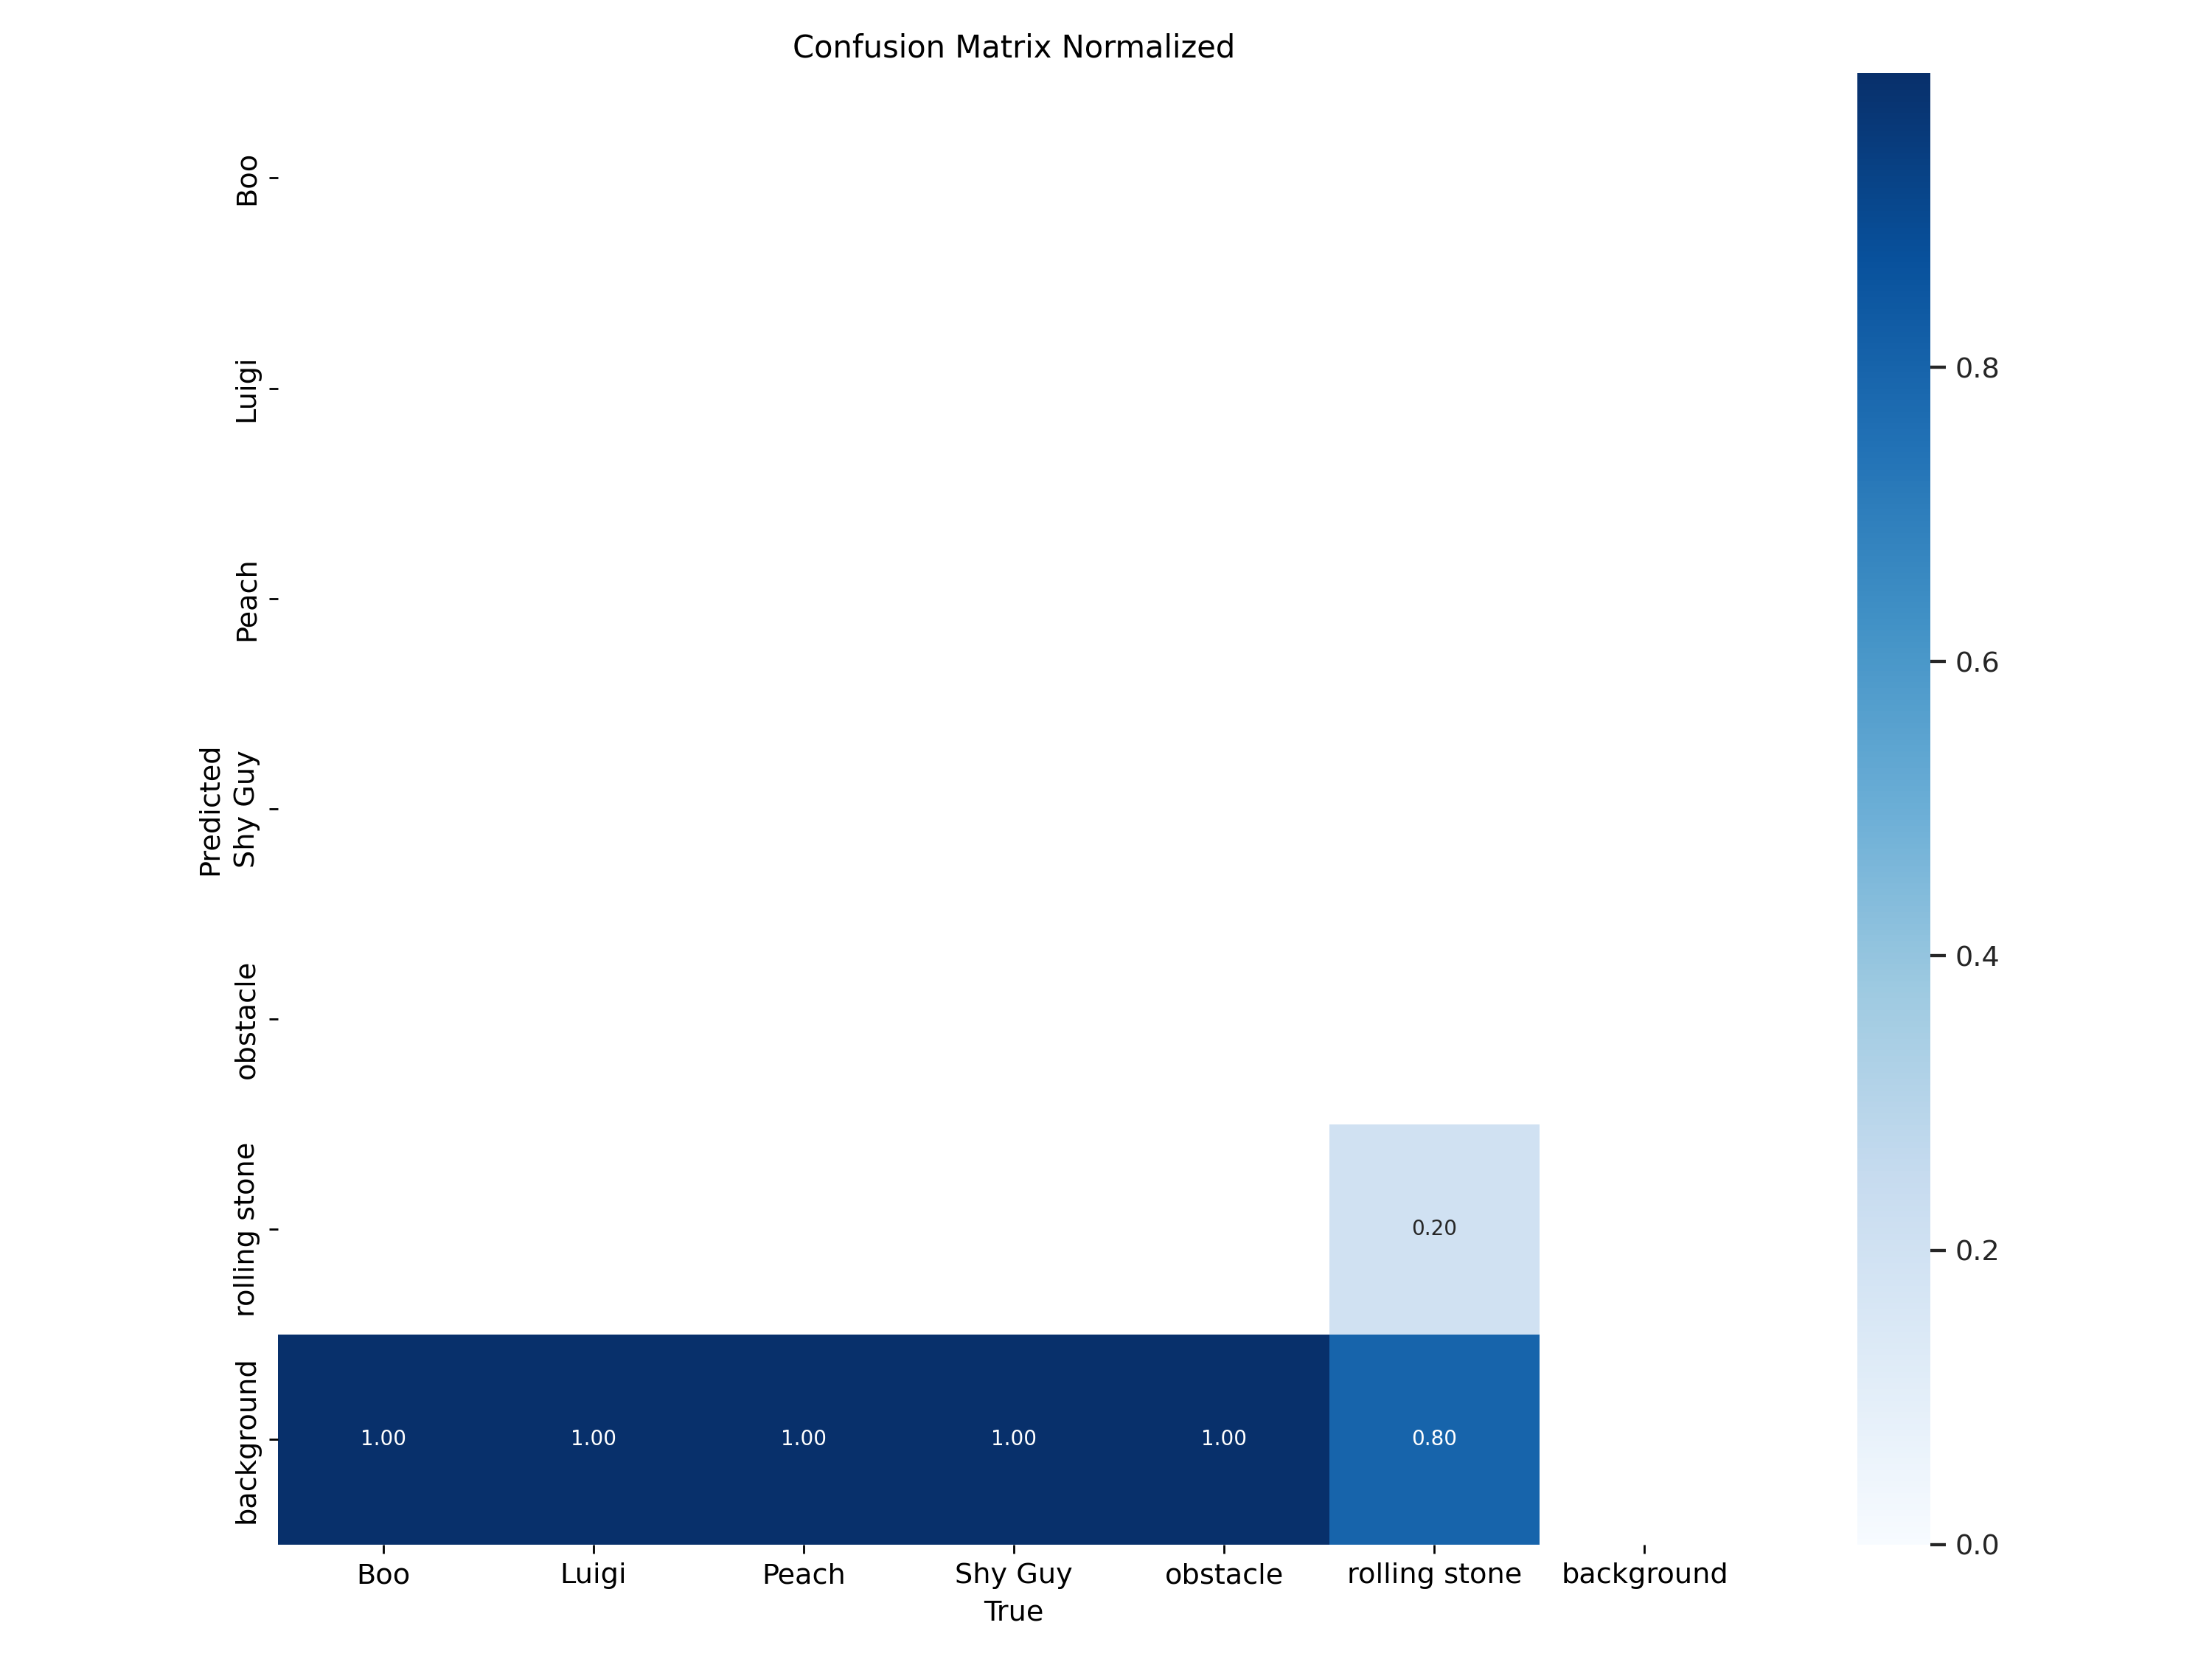 Confusion Matrix Normalized
Predicted
Boo
Luigi
Peach
Shy Guy
obstacle
rolling stone
background
0.20
1.00 1.00 1.00 1.00 1.00 0.80
Boo Luigi Peach Shy Guy obstacle rolling stone background
True
0.8
0.6
0.4
0.2
0.0